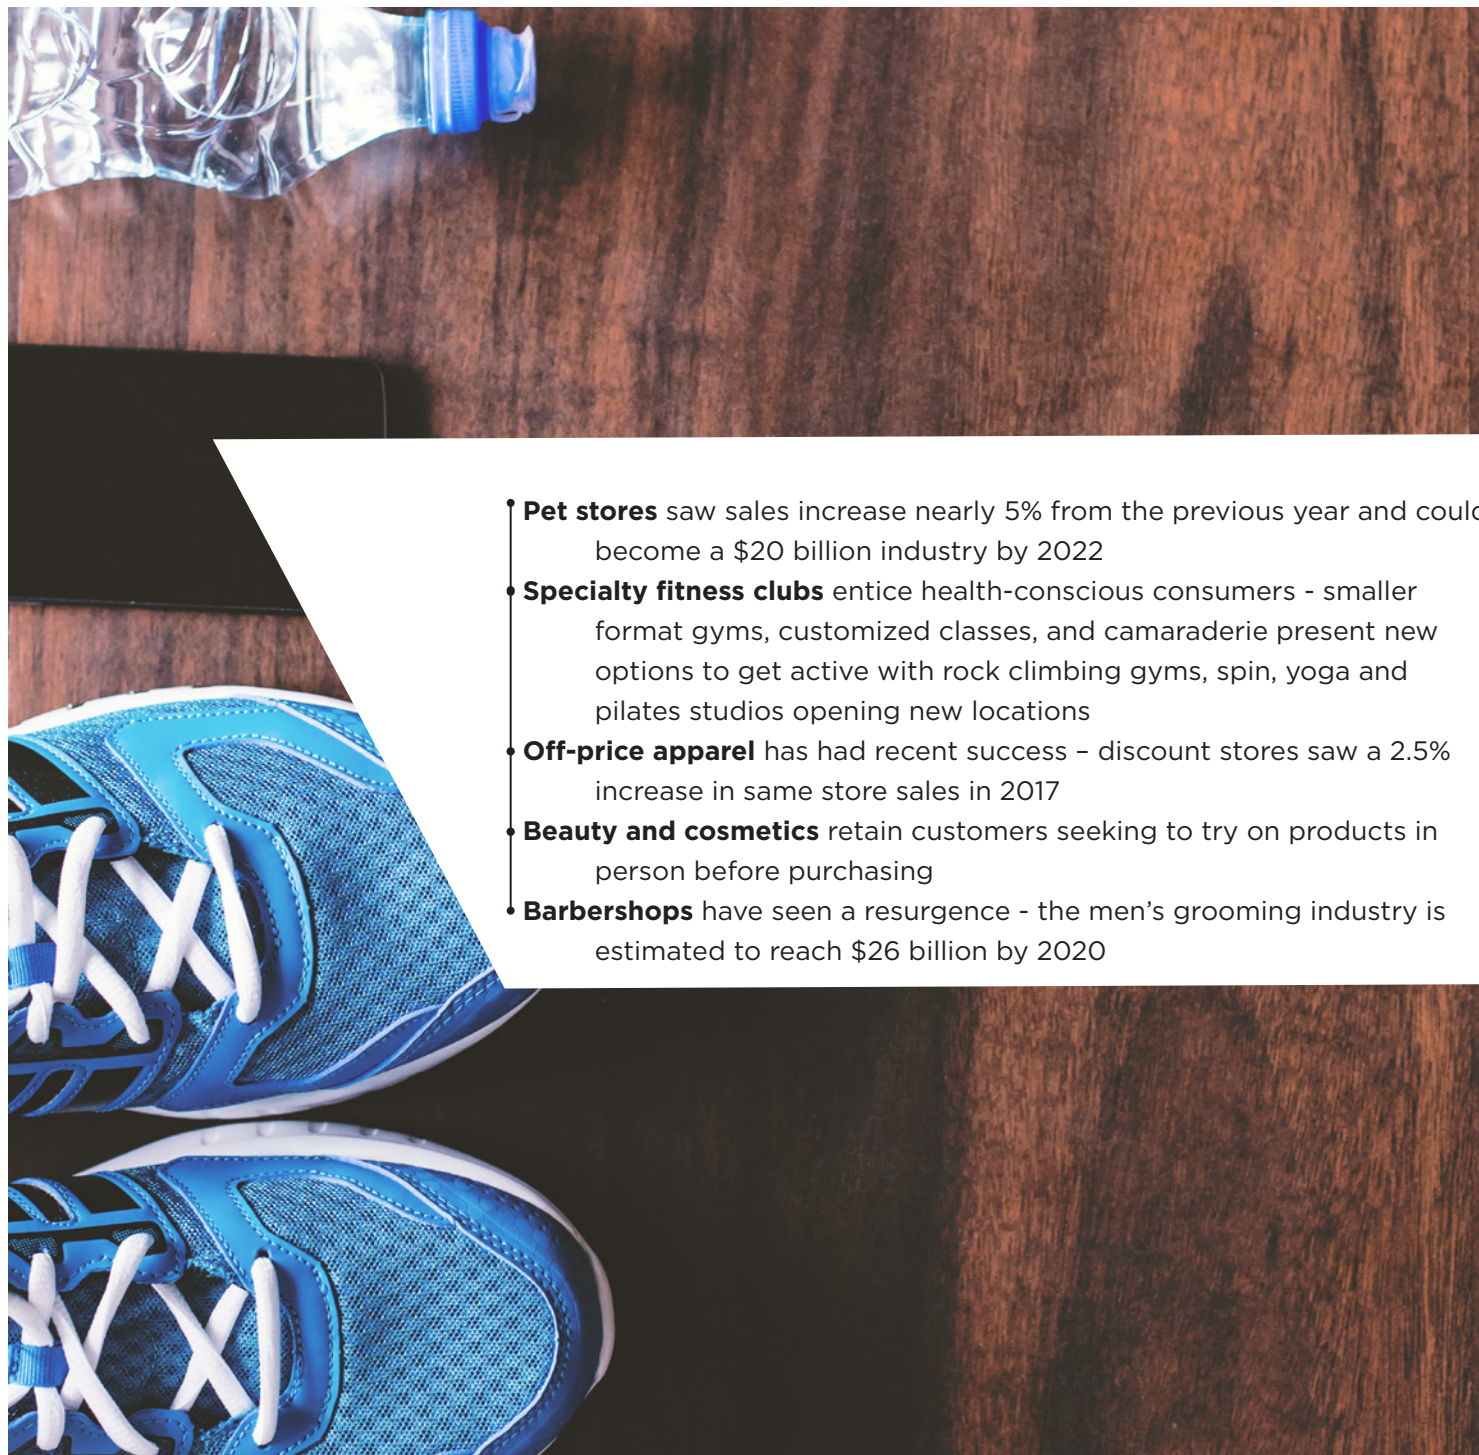 Pet stores saw sales increase nearly 5% from the previous year and could
become a $20 billion industry by 2022
Specialty fitness clubs entice health-conscious consumers - smaller
format gyms, customized classes, and camaraderie present new
options to get active with rock climbing gyms, spin, yoga and
pilates studios opening new locations
Off-price apparel has had recent success – discount stores saw a 2.5%
increase in same store sales in 2017
Beauty and cosmetics retain customers seeking to try on products in
person before purchasing
Barbershops have seen a resurgence - the men’s grooming industry is
estimated to reach $26 billion by 2020